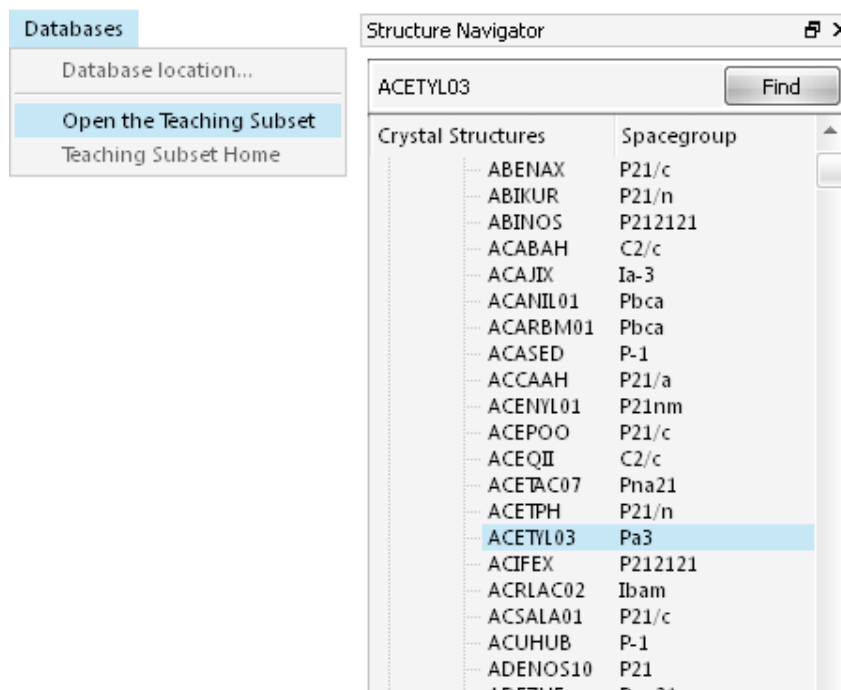 Databases
Database location...
Open the Teaching Subset
Teaching Subset Home
Structure Navigator
ACETYL03 Find
Crystal Structures Spacegroup
ABENAX P21/c
ABIKUR P21/n
ABINOS P212121
ACABAH C2/c
ACAJIX Ia-3
ACANIL01 Pbca
ACARBM01 Pbca
ACASED P-1
ACCAAH P21/a
ACENYL01 P21nm
ACEPOO P21/c
ACEQII C2/c
ACETAC07 Pna21
ACETPH P21/n
ACETYL03 Pa3
ACIFEX P212121
ACRLAC02 Ibam
ACSALA01 P21/c
ACUHUB P-1
ADENOS10 P21